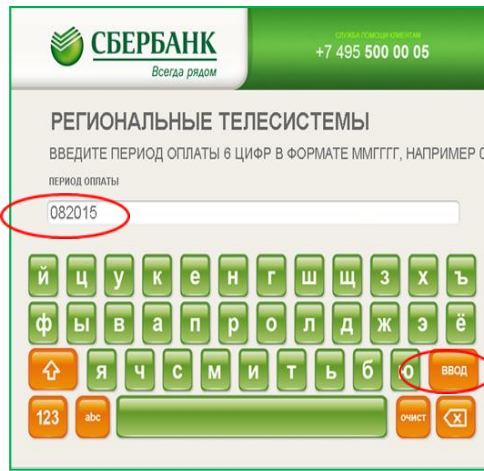 СБЕРБАНК
Всегда рядом
СЛУЖБА ПОМОЩИ КЛИЕНТАМ
+7 495 500 00 05
РЕГИОНАЛЬНЫЕ ТЕЛЕСИСТЕМЫ
ВВЕДИТЕ ПЕРИОД ОПЛАТЫ 6 ЦИФР В ФОРМАТЕ ММГГГГ, НАПРИМЕР
ПЕРИОД ОПЛАТЫ
082015
й ц у к е н г ш щ з х ъ
ф ы в а п р о л д ж э ё
я ч с м и т ь б ю ВВОД
123 abc ОЧИСТ